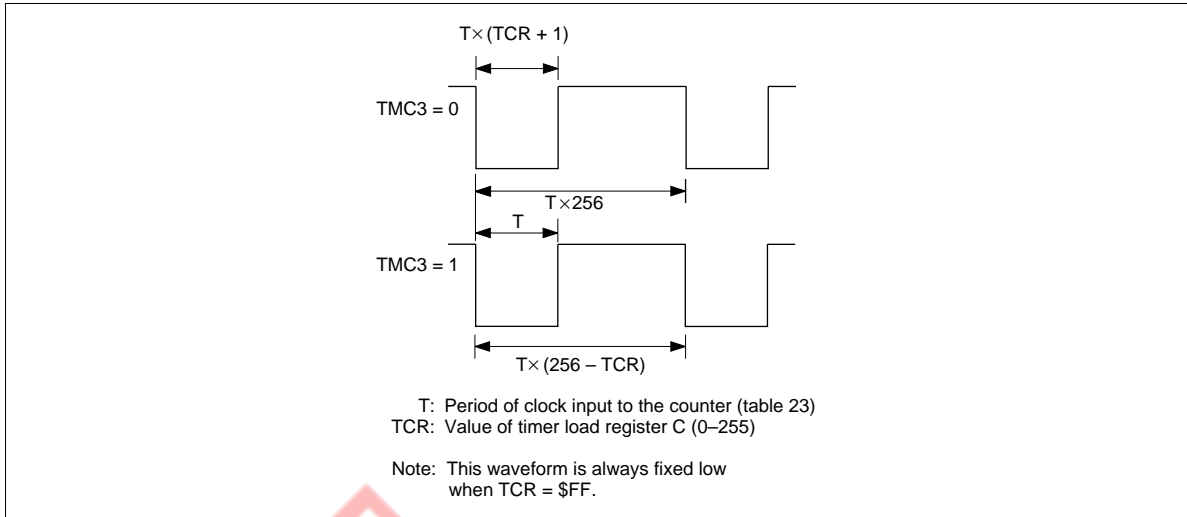 T×(TCR + 1)
TMC3 = 0
T×256
T
TMC3 = 1
T×(256 – TCR)
T: Period of clock input to the counter (table 23)
TCR: Value of timer load register C (0–255)
Note: This waveform is always fixed low
when TCR = $FF.